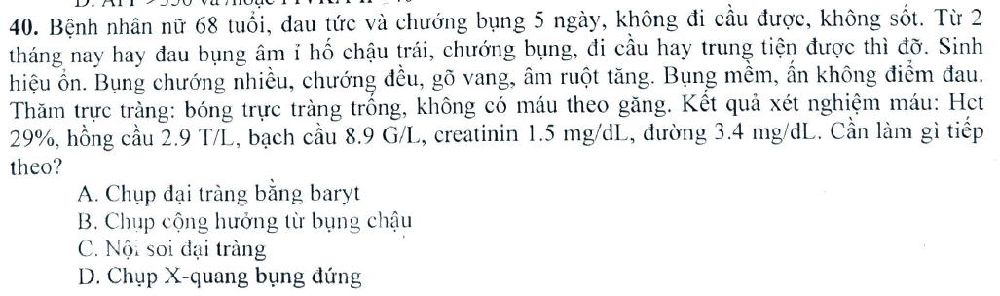 40. Bệnh nhân nữ 68 tuổi, đau tức và chướng bụng 5 ngày, không đi cầu được, không sốt. Từ 2
tháng nay hay đau bụng âm ỉ hố chậu trái, chướng bụng, đi cầu hay trung tiện được thì đỡ. Sinh
hiệu ổn. Bụng chướng nhiều, chướng đều, gõ vang, âm ruột tăng. Bụng mềm, ấn không điểm đau.
Thăm trực tràng: bóng trực tràng trống, không có máu theo găng. Kết quả xét nghiệm máu: Hct
29%, hồng cầu 2.9 T/L, bạch cầu 8.9 G/L, creatinin 1.5 mg/dL, đường 3.4 mg/dL. Cần làm gì tiếp
theo?
A. Chụp đại tràng bằng baryt
B. Chụp cộng hưởng từ bụng chậu
C. Nội soi đại tràng
D. Chụp X-quang bụng đứng